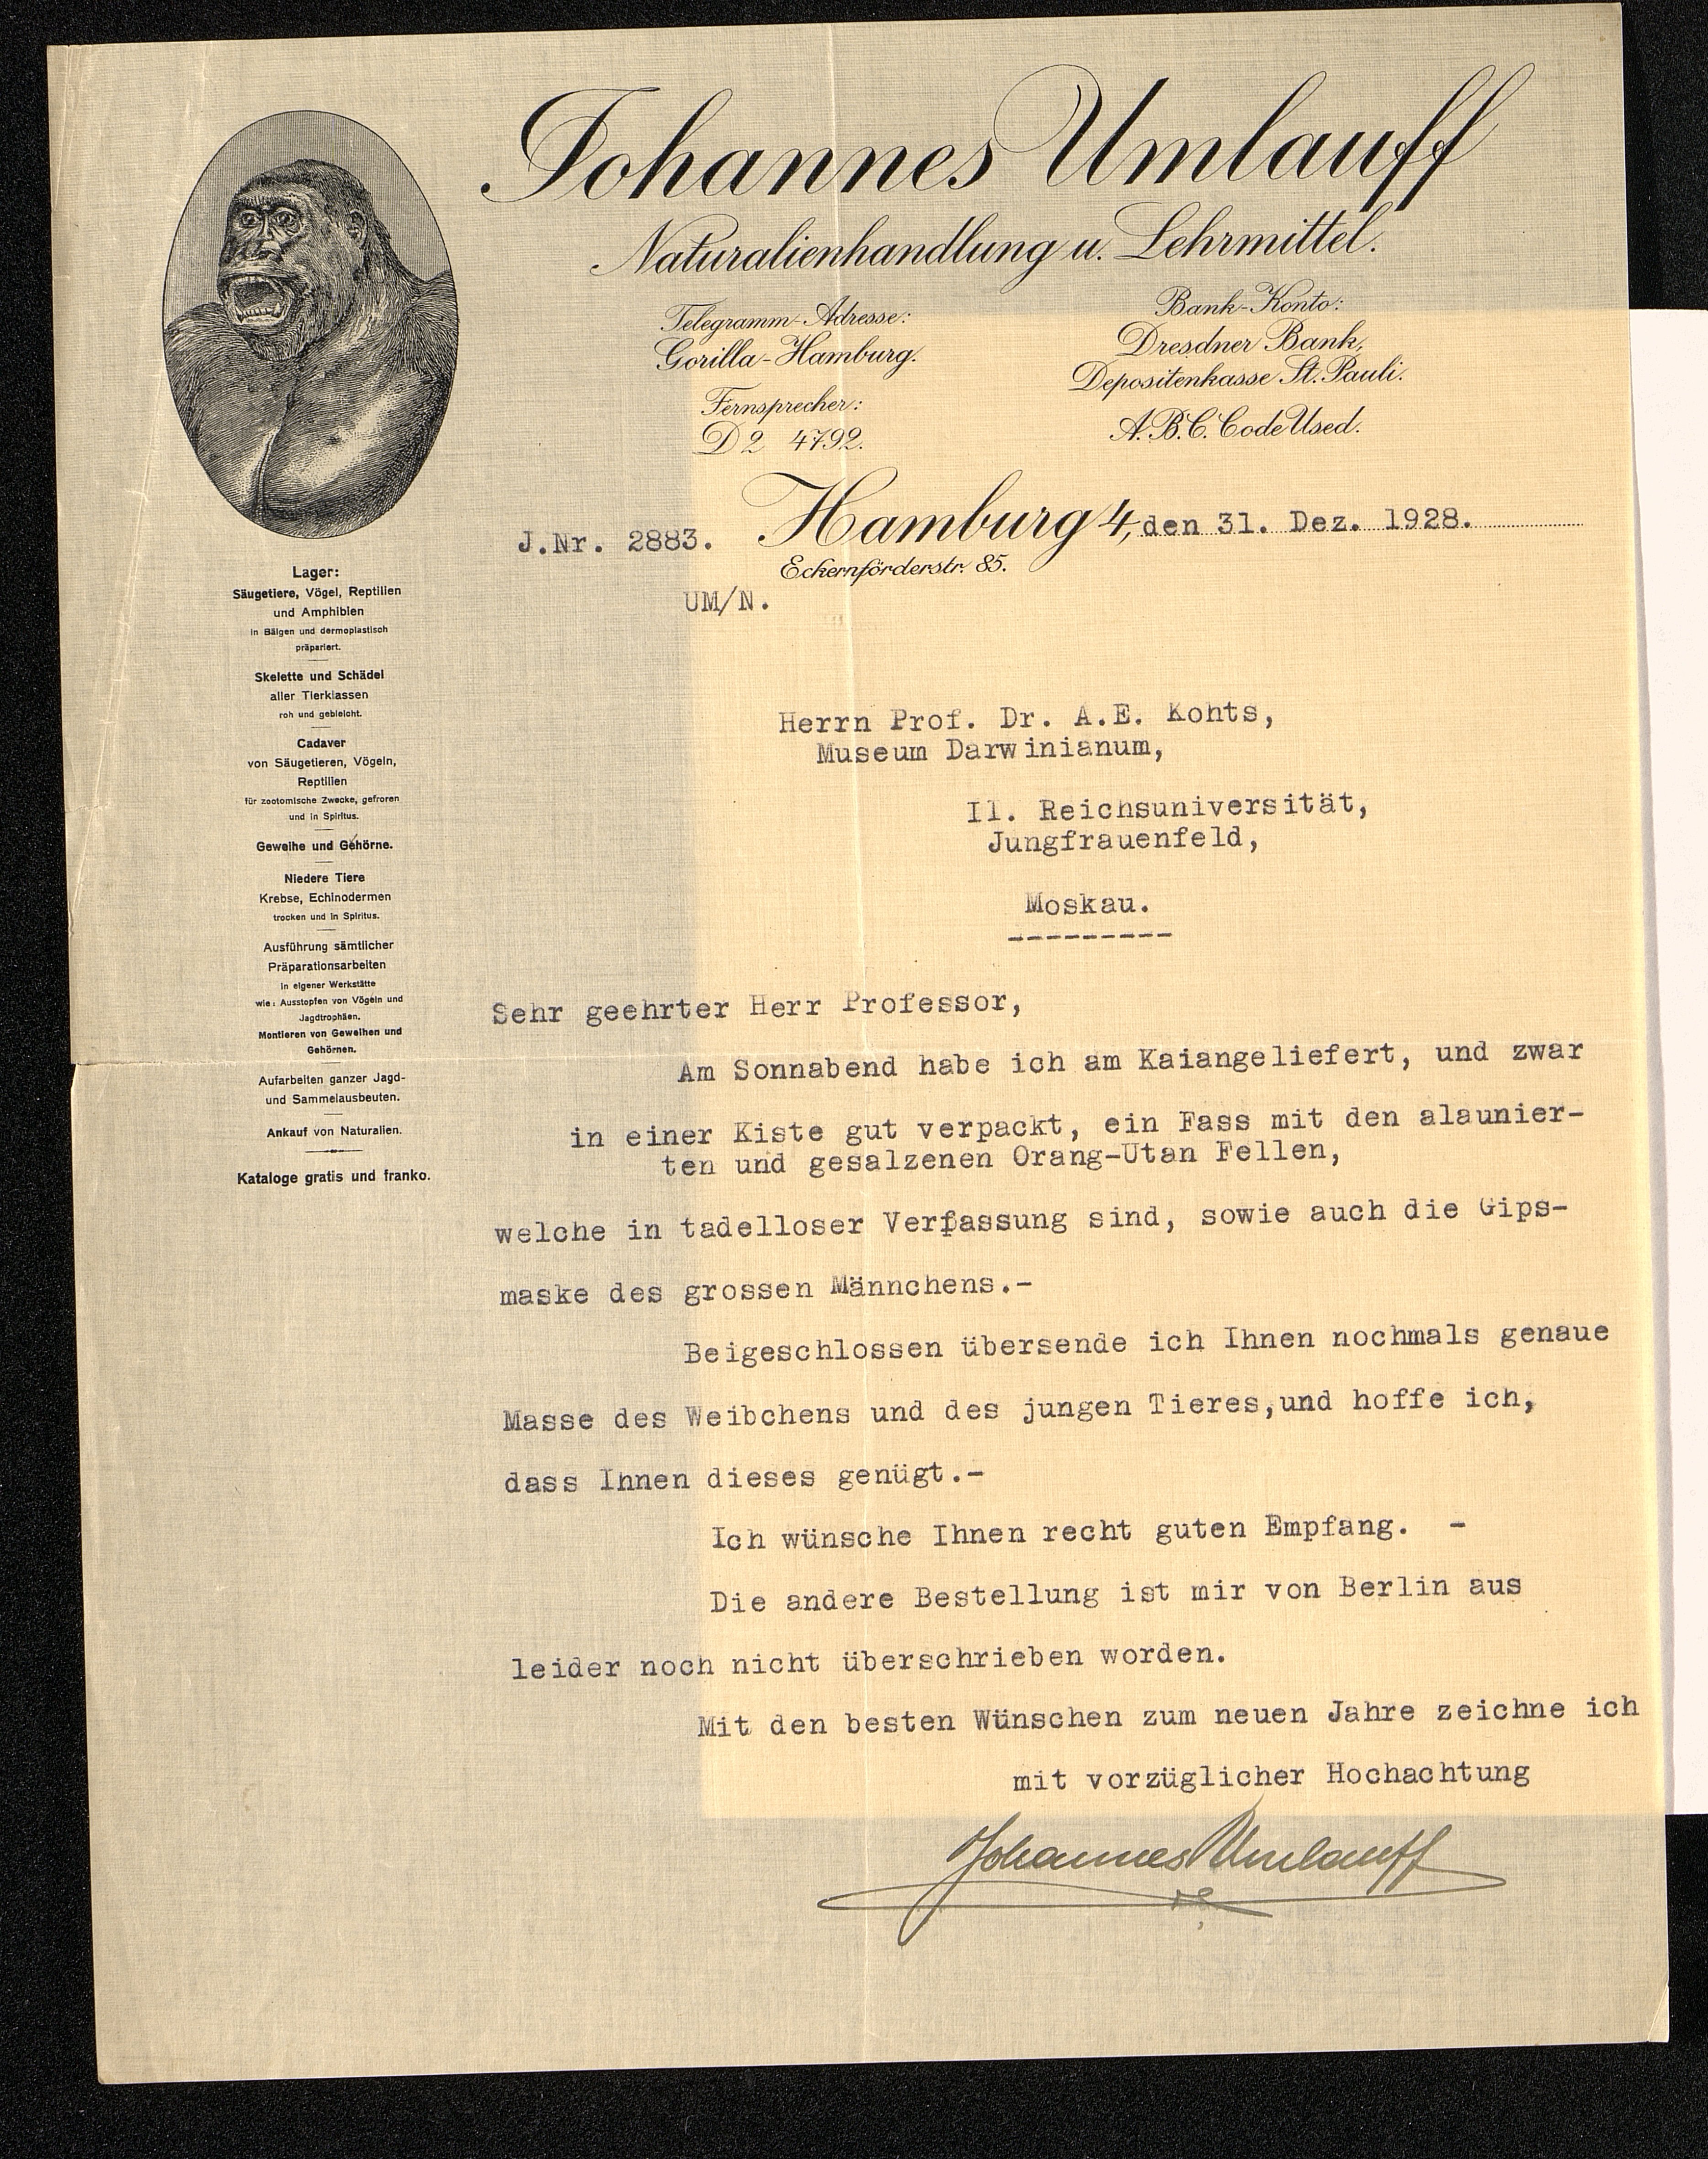 Johannes Umlauff
Naturalienhandlung u. Lehrmittel.
Telegramm-Adresse:
Gorilla-Hamburg.
Fernsprecher:
D 2 4792.
Bank-Konto:
Dresdner Bank,
Depositenkasse St. Pauli.
A.B.C. Code Used.
J.Nr. 2883. Hamburg 4, den 31. Dez. 1928.
Eckernförderstr. 85.
UM/N.
Lager:
Säugetiere, Vögel, Reptilien
und Amphibien
in Bälgen und dermoplastisch
präpariert.
Skelette und Schädel
aller Tierklassen
roh und gebleicht.
Cadaver
von Säugetieren, Vögeln,
Reptilien
für zootomische Zwecke, gefroren
und in Spiritus.
Geweihe und Gehörne.
Niedere Tiere
Krebse, Echinodermen
trocken und in Spiritus.
Ausführung sämtlicher
Präparationsarbeiten
in eigener Werkstätte
wie: Ausstopfen von Vögeln und
Jagdtrophäen.
Montieren von Geweihen und
Gehörnen.
Aufarbeiten ganzer Jagd-
und Sammelausbeuten.
Ankauf von Naturalien.
Kataloge gratis und franko.
Herrn Prof. Dr. A.E. Kohts,
Museum Darwinianum,
II. Reichsuniversität,
Jungfrauenfeld,
Moskau.
---------
Sehr geehrter Herr Professor,
Am Sonnabend habe ich am Kaiangeliefert, und zwar
in einer Kiste gut verpackt, ein Fass mit den alaunier-
ten und gesalzenen Orang-Utan Fellen,
welche in tadelloser Verfassung sind, sowie auch die Gips-
maske des grossen Männchens.-
Beigeschlossen übersende ich Ihnen nochmals genaue
Masse des Weibchens und des jungen Tieres,und hoffe ich,
dass Ihnen dieses genügt.-
Ich wünsche Ihnen recht guten Empfang. -
Die andere Bestellung ist mir von Berlin aus
leider noch nicht überschrieben worden.
Mit den besten Wünschen zum neuen Jahre zeichne ich
mit vorzüglicher Hochachtung
Johannes Umlauff